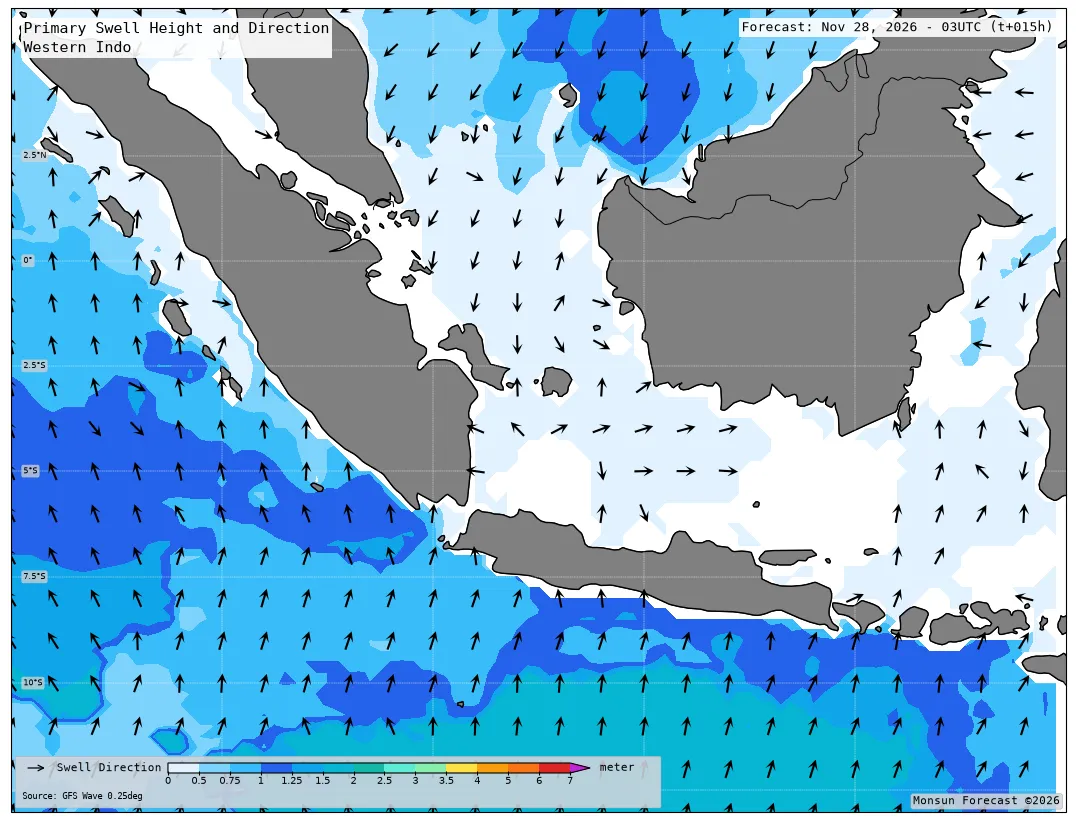 Primary Swell Height and Direction
Western Indo
Forecast: Nov 28, 2026 - 03UTC (t+015h)
2.5°N
0°
2.5°S
5°S
7.5°S
10°S
Swell Direction
0 0.5 0.75 1 1.25 1.5 2 2.5 3 3.5 4 5 6 7
meter
Source: GFS Wave 0.25deg
Monsun Forecast ©2026